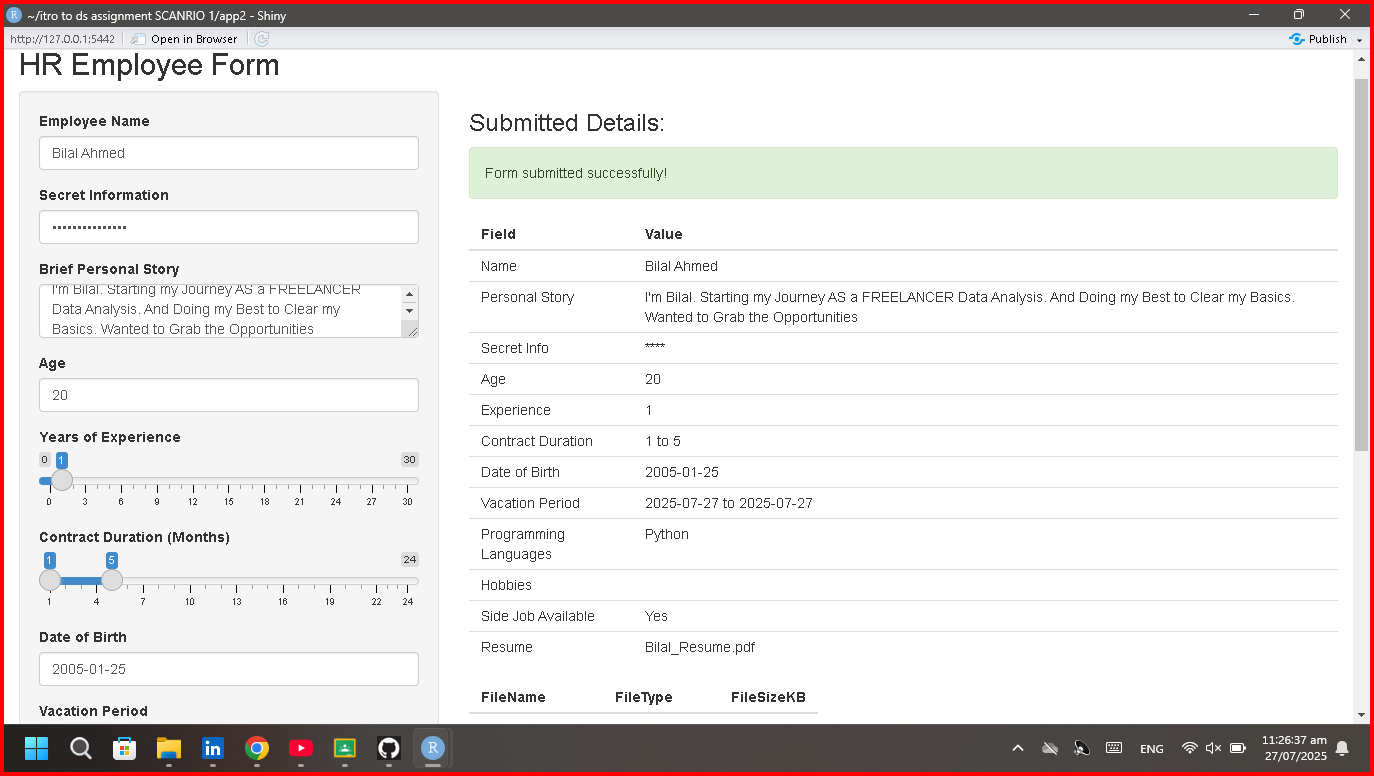 ~/itro to ds assignment SCANRIO 1/app2 - Shiny
http://127.0.0.1:5442
Open in Browser
Publish
HR Employee Form
Employee Name
Bilal Ahmed
Secret Information
•••••••••••••••
Brief Personal Story
I'm Bilal. Starting my Journey AS a FREELANCER
Data Analysis. And Doing my Best to Clear my
Basics. Wanted to Grab the Opportunities
Age
20
Years of Experience
0 1 30
0 3 6 9 12 15 18 21 24 27 30
Contract Duration (Months)
1 5 24
1 4 7 10 13 16 19 22 24
Date of Birth
2005-01-25
Vacation Period
Submitted Details:
Form submitted successfully!
Field Value
Name Bilal Ahmed
Personal Story I'm Bilal. Starting my Journey AS a FREELANCER Data Analysis. And Doing my Best to Clear my Basics.
Wanted to Grab the Opportunities
Secret Info ****
Age 20
Experience 1
Contract Duration 1 to 5
Date of Birth 2005-01-25
Vacation Period 2025-07-27 to 2025-07-27
Programming Python
Languages
Hobbies
Side Job Available Yes
Resume Bilal_Resume.pdf
FileName FileType FileSizeKB
ENG
11:26:37 am
27/07/2025